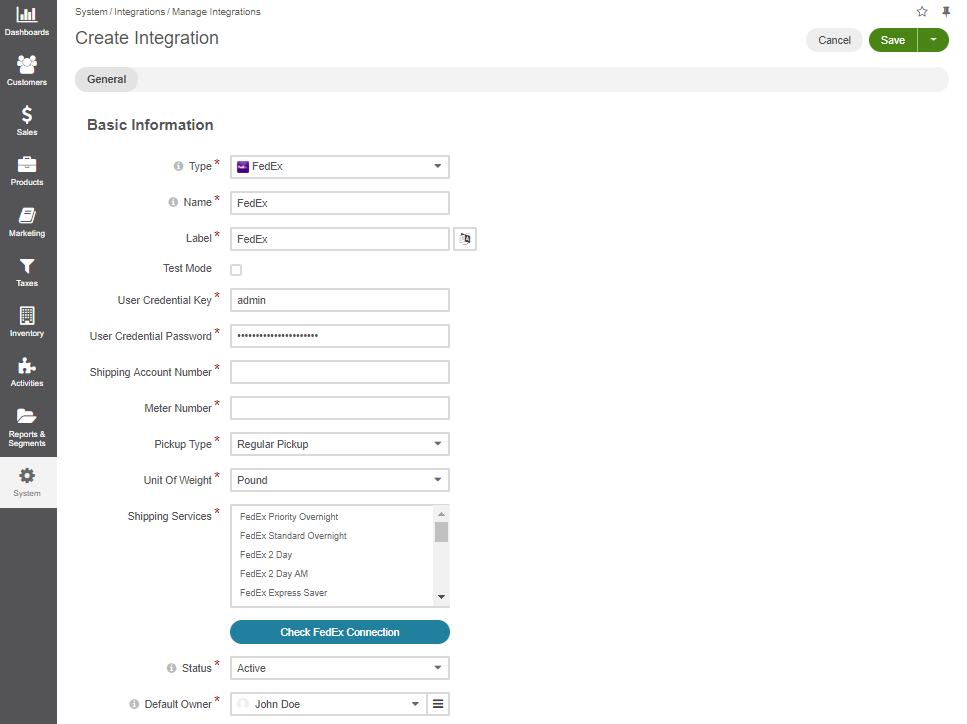 System / Integrations / Manage Integrations
Create Integration
Cancel
Save
General
Dashboards
Customers
Sales
Products
Marketing
Taxes
Inventory
Activities
Reports &
Segments
System
Basic Information
Type *
FedEx
Name *
FedEx
Label *
FedEx
Test Mode
User Credential Key *
admin
User Credential Password *
••••••••••••••••••••••
Shipping Account Number *
Meter Number *
Pickup Type *
Regular Pickup
Unit Of Weight *
Pound
Shipping Services *
FedEx Priority Overnight
FedEx Standard Overnight
FedEx 2 Day
FedEx 2 Day AM
FedEx Express Saver
Check FedEx Connection
Status *
Active
Default Owner *
John Doe